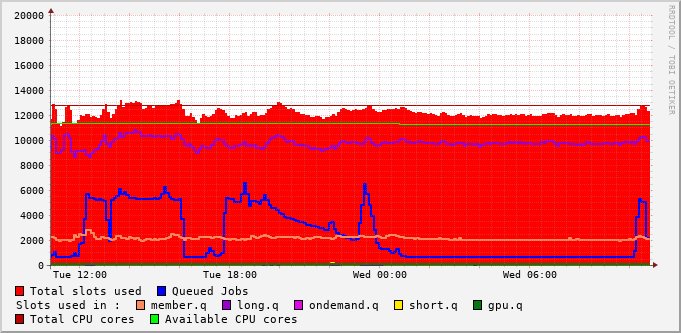 20000
18000
16000
14000
12000
10000
8000
6000
4000
2000
0
Tue 12:00 Tue 18:00 Wed 00:00 Wed 06:00
RRDTOOL / TOBI OETIKER
Total slots used Queued Jobs
Slots used in : member.q long.q ondemand.q short.q gpu.q
Total CPU cores Available CPU cores